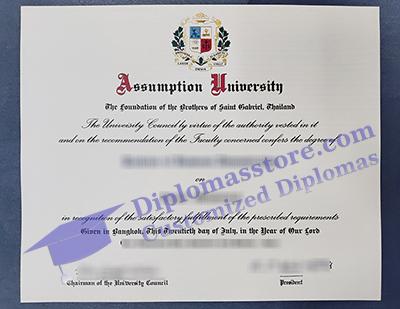 LABOR OMNIA VINCIT
Assumption University
The Foundation of the Brothers of Saint Gabriel, Thailand
The University Council by virtue of the authority vested in it
and on the recommendation of the Faculty concerned confers the degree of
on
in recognition of the satisfactory fulfillment of the prescribed requirements
Given in Bangkok, This Twentieth day of July, in the Year of Our Lord
Chairman of the University Council
President
Diplomasstore.com
Customized Diplomas